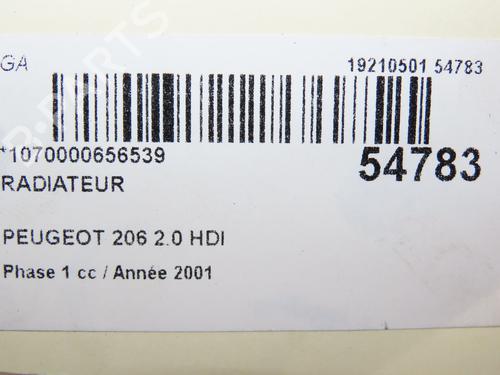 GA 19210501 54783
*1070000656539 54783
RADIATEUR
PEUGEOT 206 2.0 HDI
Phase 1 cc / Année 2001